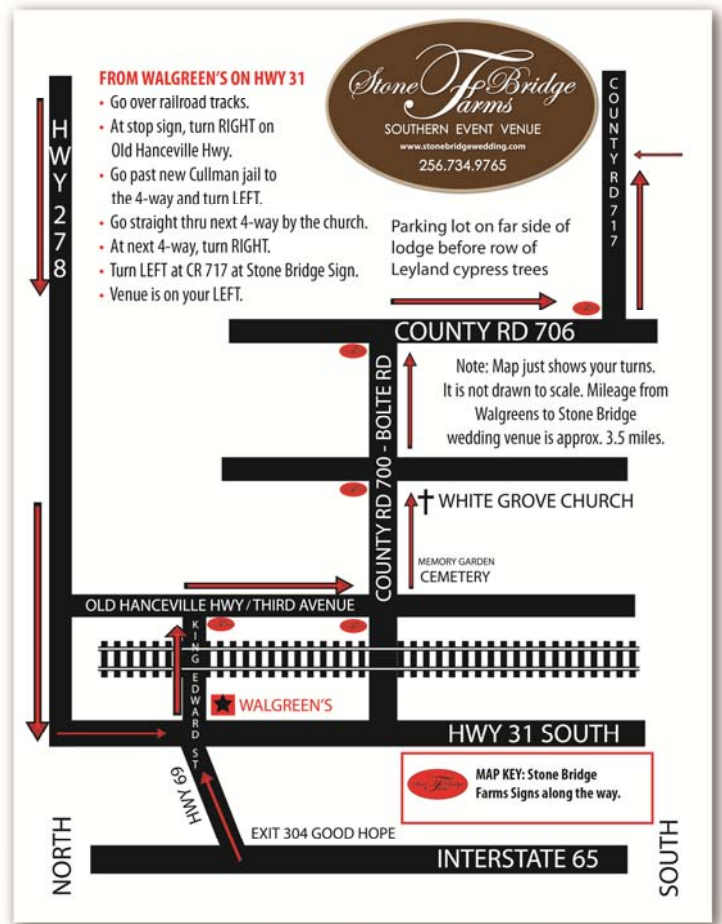 Stone Bridge
Farms
SOUTHERN EVENT VENUE
www.stonebridgewedding.com
256.734.9765
FROM WALGREEN'S ON HWY 31
• Go over railroad tracks.
• At stop sign, turn RIGHT on
Old Hanceville Hwy.
• Go past new Cullman jail to
the 4-way and turn LEFT.
• Go straight thru next 4-way by the church.
• At next 4-way, turn RIGHT.
• Turn LEFT at CR 717 at Stone Bridge Sign.
• Venue is on your LEFT.
HWY 278
COUNTY RD 717
Parking lot on far side of
lodge before row of
Leyland cypress trees
COUNTY RD 706
Note: Map just shows your turns.
It is not drawn to scale. Mileage from
Walgreens to Stone Bridge
wedding venue is approx. 3.5 miles.
COUNTY RD 700 - BOLTE RD
WHITE GROVE CHURCH
MEMORY GARDEN
CEMETERY
OLD HANCEVILLE HWY / THIRD AVENUE
KING EDWARD ST
WALGREEN'S
HWY 31 SOUTH
HWY 69
MAP KEY: Stone Bridge
Farms Signs along the way.
EXIT 304 GOOD HOPE
INTERSTATE 65
NORTH
SOUTH